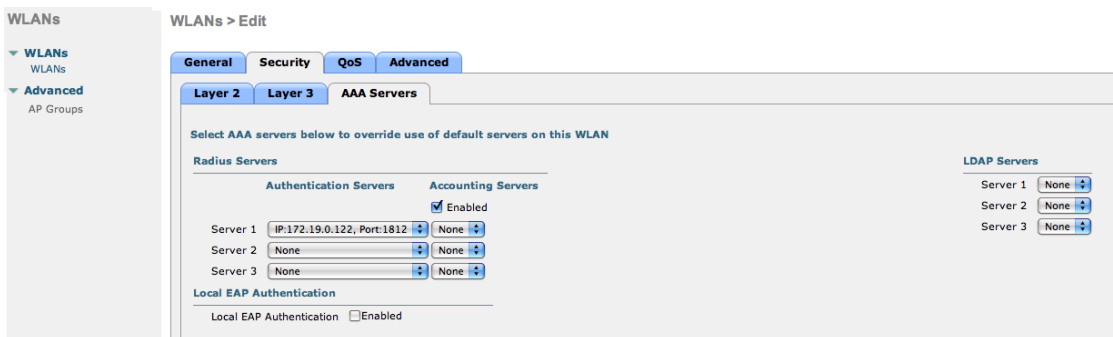 WLANs
WLANs > Edit
WLANs
WLANs
Advanced
AP Groups
General Security QoS Advanced
Layer 2 Layer 3 AAA Servers
Select AAA servers below to override use of default servers on this WLAN
Radius Servers
LDAP Servers
Authentication Servers Accounting Servers
Enabled
Server 1 IP:172.19.0.122, Port:1812 None
Server 2 None None
Server 3 None None
Server 1 None
Server 2 None
Server 3 None
Local EAP Authentication
Local EAP Authentication Enabled